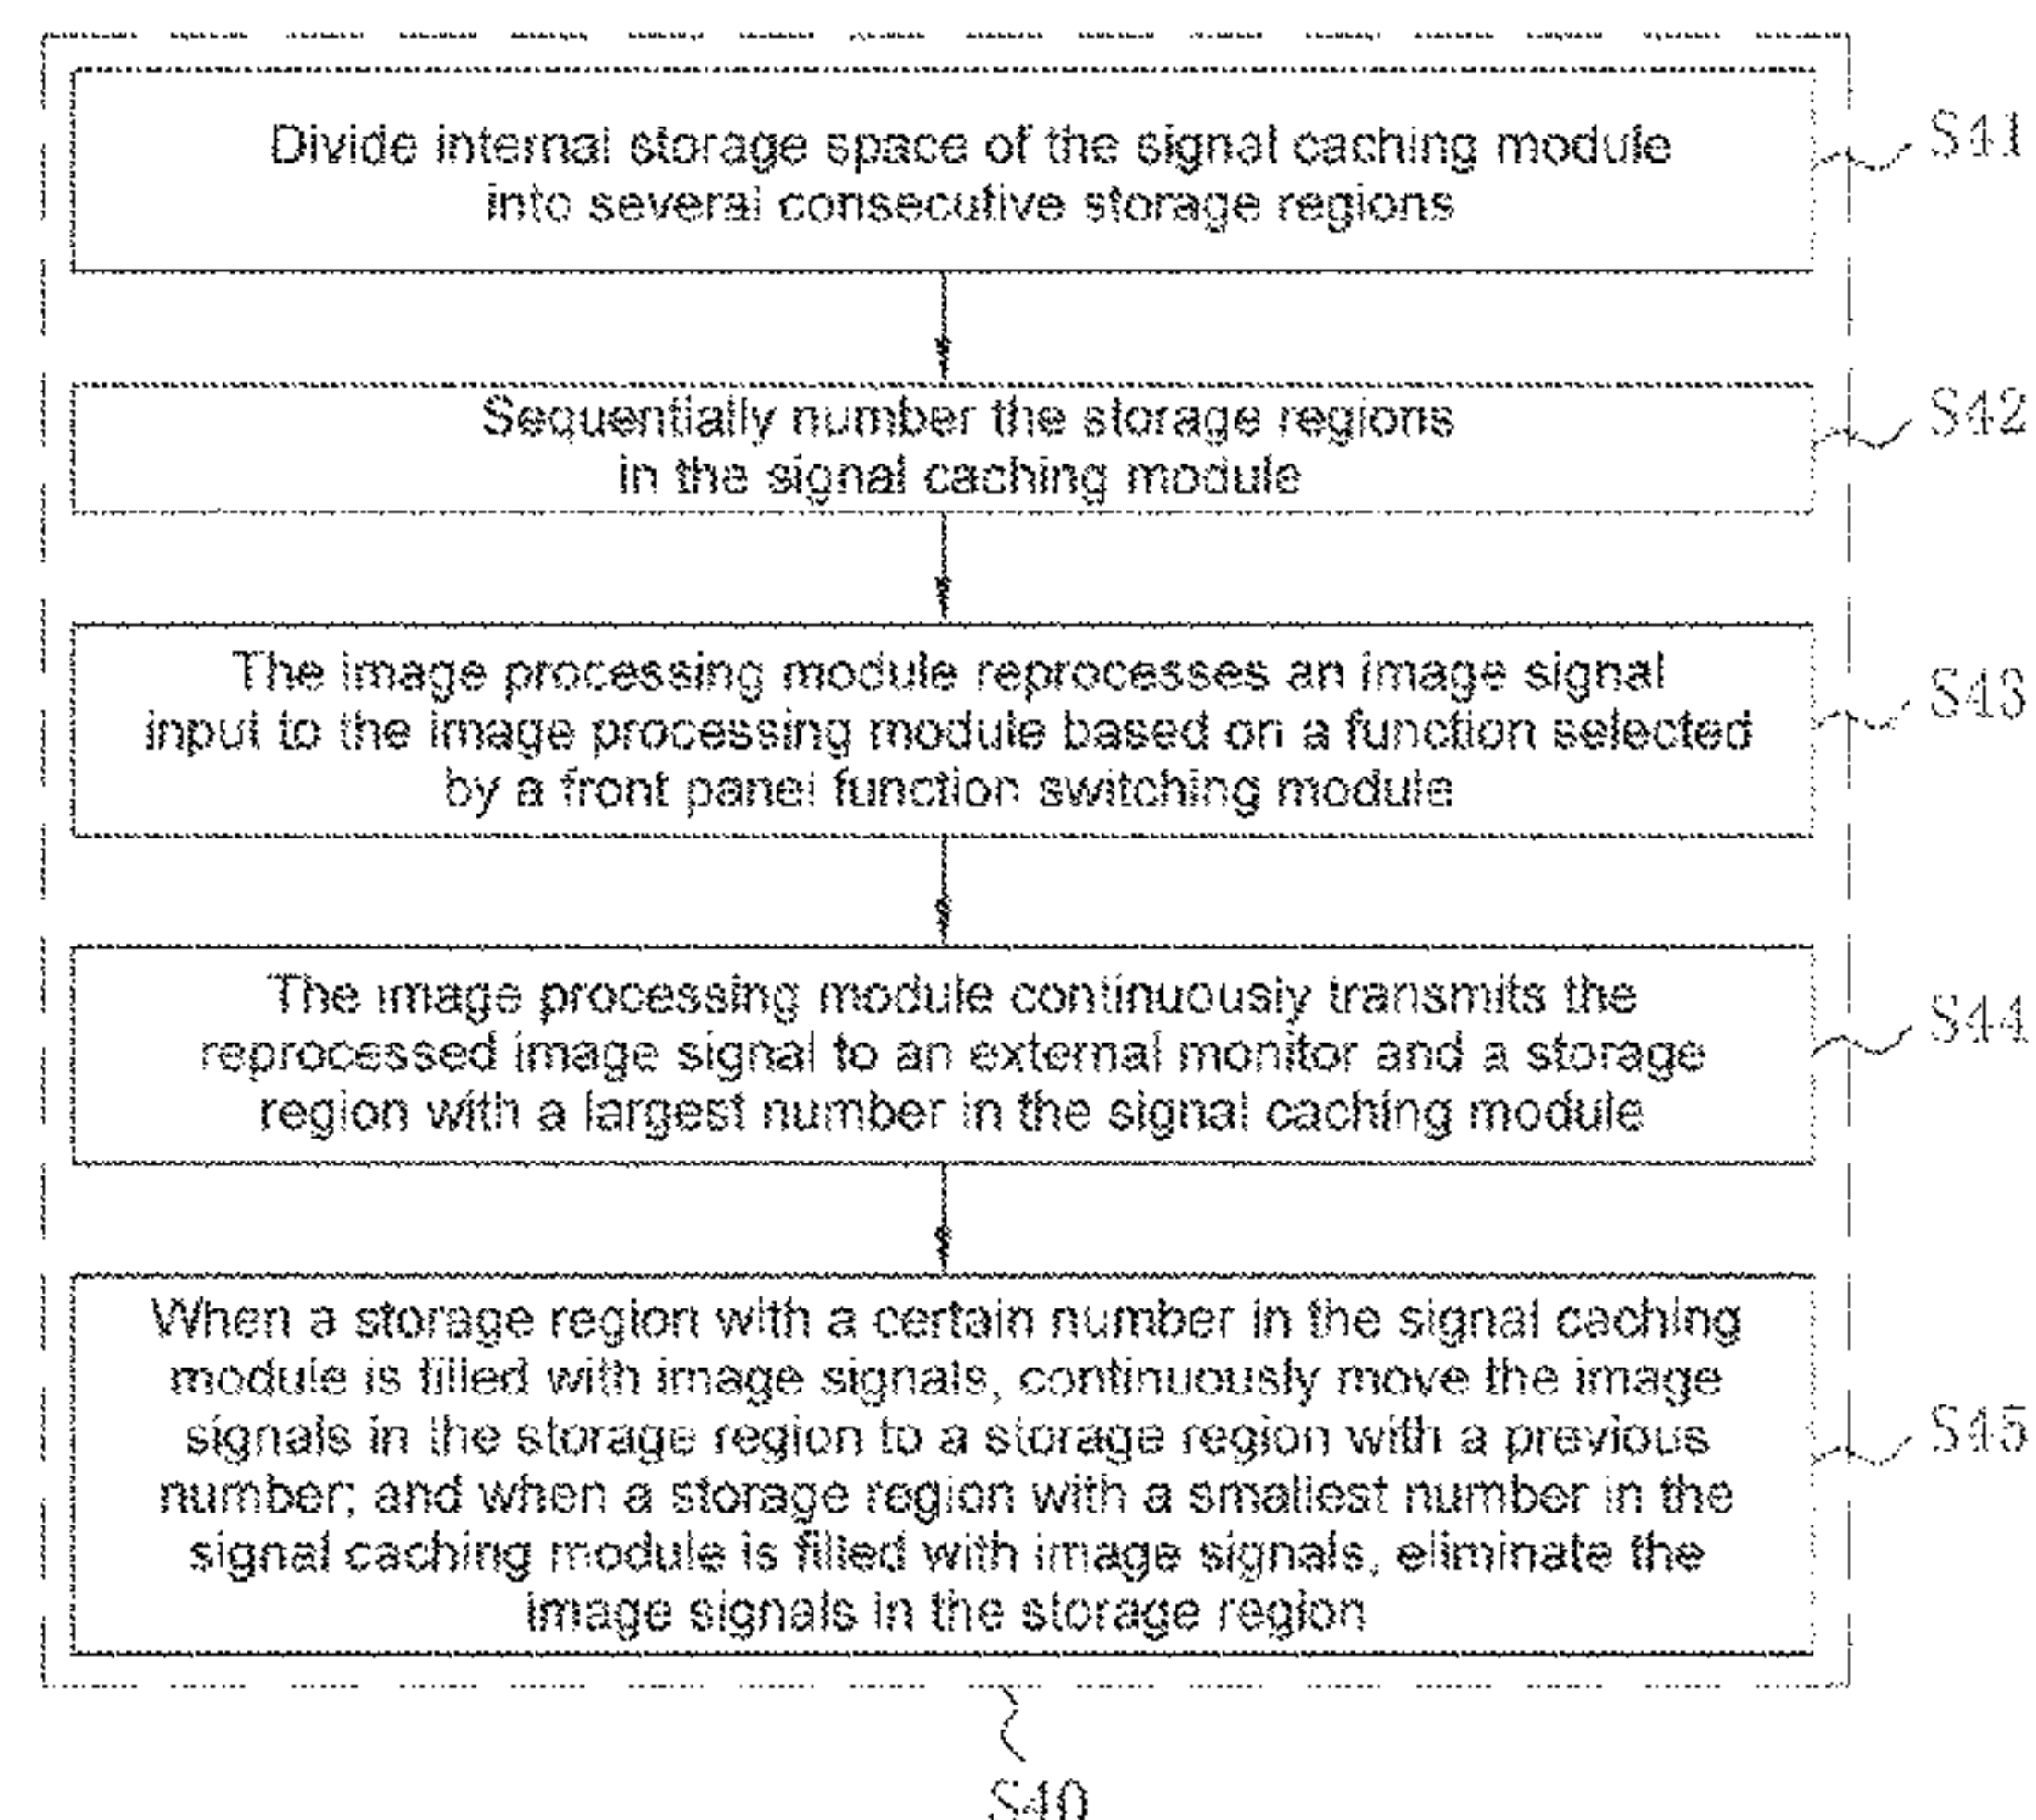 Divide internal storage space of the signal caching module
into several consecutive storage regions
S41
Sequentially number the storage regions
in the signal caching module
S42
The image processing module reprocesses an image signal
input to the image processing module based on a function selected
by a front panel function switching module
S43
The image processing module continuously transmits the
reprocessed image signal to an external monitor and a storage
region with a largest number in the signal caching module
S44
When a storage region with a certain number in the signal caching
module is filled with image signals, continuously move the image
signals in the storage region to a storage region with a previous
number; and when a storage region with a smallest number in the
signal caching module is filled with image signals, eliminate the
image signals in the storage region
S45
S40